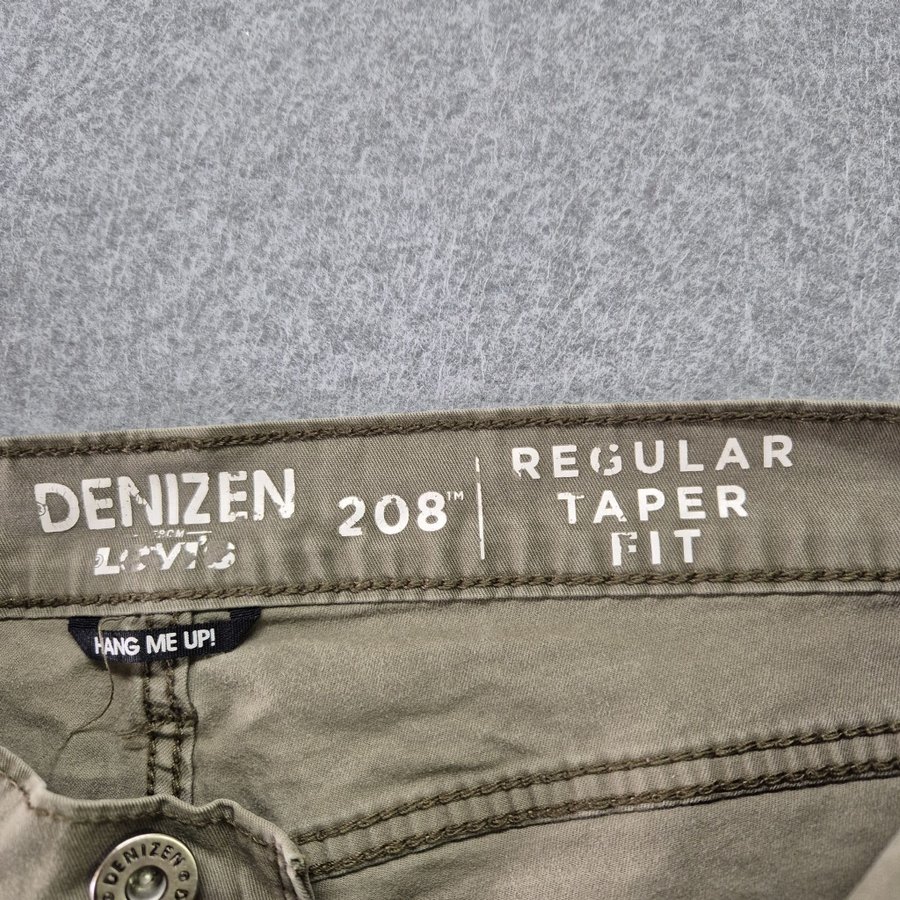 DENIZEN
FROM
LEVI'S
208™
REGULAR
TAPER
FIT
HANG ME UP!
DENIZEN